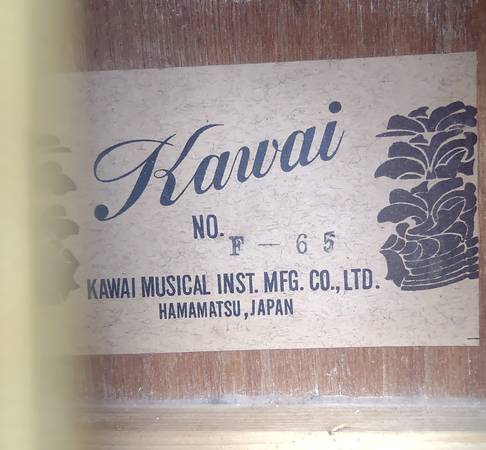 Kawai
NO. F-65
KAWAI MUSICAL INST. MFG. CO., LTD.
HAMAMATSU, JAPAN